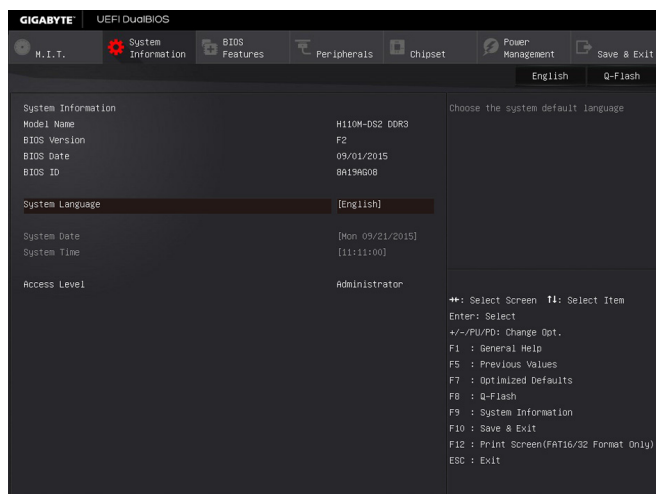 GIGABYTE™ UEFI DualBIOS
M.I.T.
System Information
BIOS Features
Peripherals
Chipset
Power Management
Save & Exit
English Q-Flash
System Information
Model Name H110M-DS2 DDR3
BIOS Version F2
BIOS Date 09/01/2015
BIOS ID 8A19AG08
System Language [English]
System Date [Mon 09/21/2015]
System Time [11:11:00]
Access Level Administrator
Choose the system default language
→←: Select Screen ↑↓: Select Item
Enter: Select
+/-/PU/PD: Change Opt.
F1 : General Help
F5 : Previous Values
F7 : Optimized Defaults
F8 : Q-Flash
F9 : System Information
F10 : Save & Exit
F12 : Print Screen(FAT16/32 Format Only)
ESC : Exit